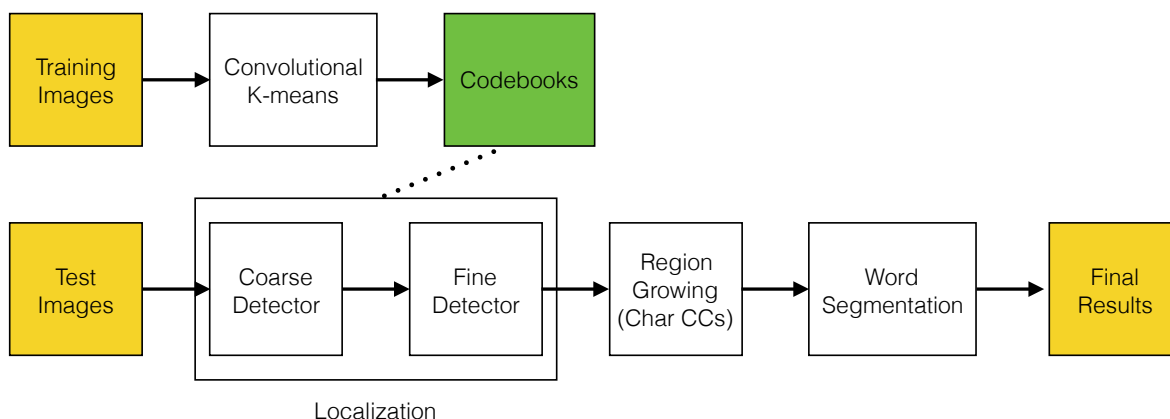 Training
Images
Convolutional
K-means
Codebooks
Test
Images
Coarse
Detector
Fine
Detector
Region
Growing
(Char CCs)
Word
Segmentation
Final
Results
Localization